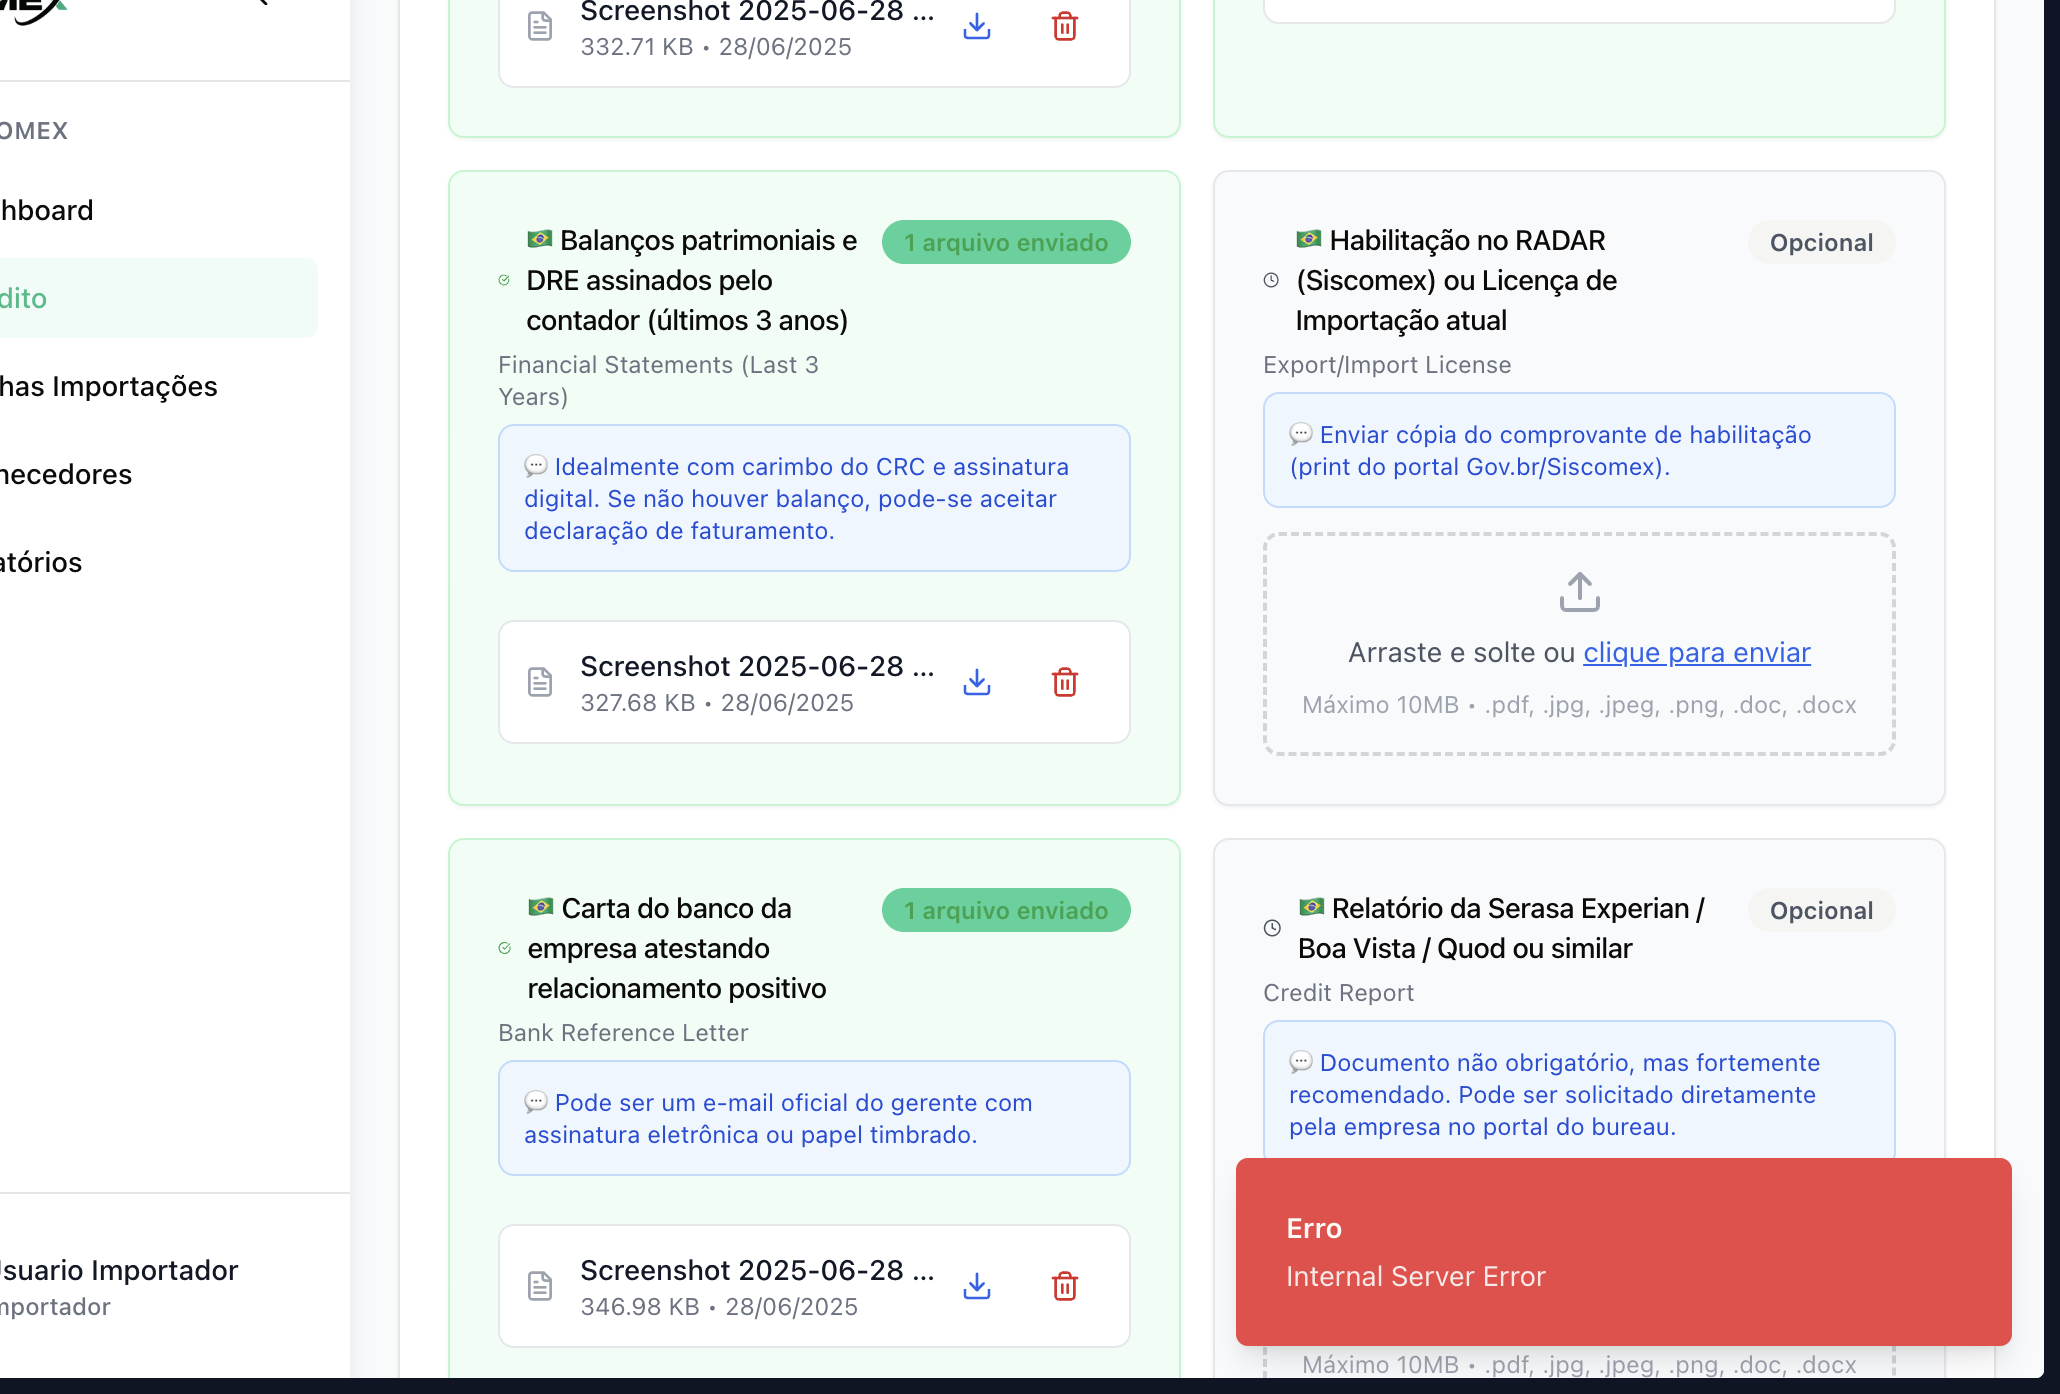 OMEX
hboard
dito
has Importações
necedores
atórios
suario Importador
mportador
Screenshot 2025-06-28 ...
332.71 KB • 28/06/2025
Balanços patrimoniais e
DRE assinados pelo
contador (últimos 3 anos)
1 arquivo enviado
Financial Statements (Last 3
Years)
Idealmente com carimbo do CRC e assinatura
digital. Se não houver balanço, pode-se aceitar
declaração de faturamento.
Screenshot 2025-06-28 ...
327.68 KB • 28/06/2025
Habilitação no RADAR
(Siscomex) ou Licença de
Importação atual
Opcional
Export/Import License
Enviar cópia do comprovante de habilitação
(print do portal Gov.br/Siscomex).
Arraste e solte ou clique para enviar
Máximo 10MB • .pdf, .jpg, .jpeg, .png, .doc, .docx
Carta do banco da
empresa atestando
relacionamento positivo
1 arquivo enviado
Bank Reference Letter
Pode ser um e-mail oficial do gerente com
assinatura eletrônica ou papel timbrado.
Screenshot 2025-06-28 ...
346.98 KB • 28/06/2025
Relatório da Serasa Experian /
Boa Vista / Quod ou similar
Opcional
Credit Report
Documento não obrigatório, mas fortemente
recomendado. Pode ser solicitado diretamente
pela empresa no portal do bureau.
Erro
Internal Server Error
Máximo 10MB • .pdf, .jpg, .jpeg, .png, .doc, .docx